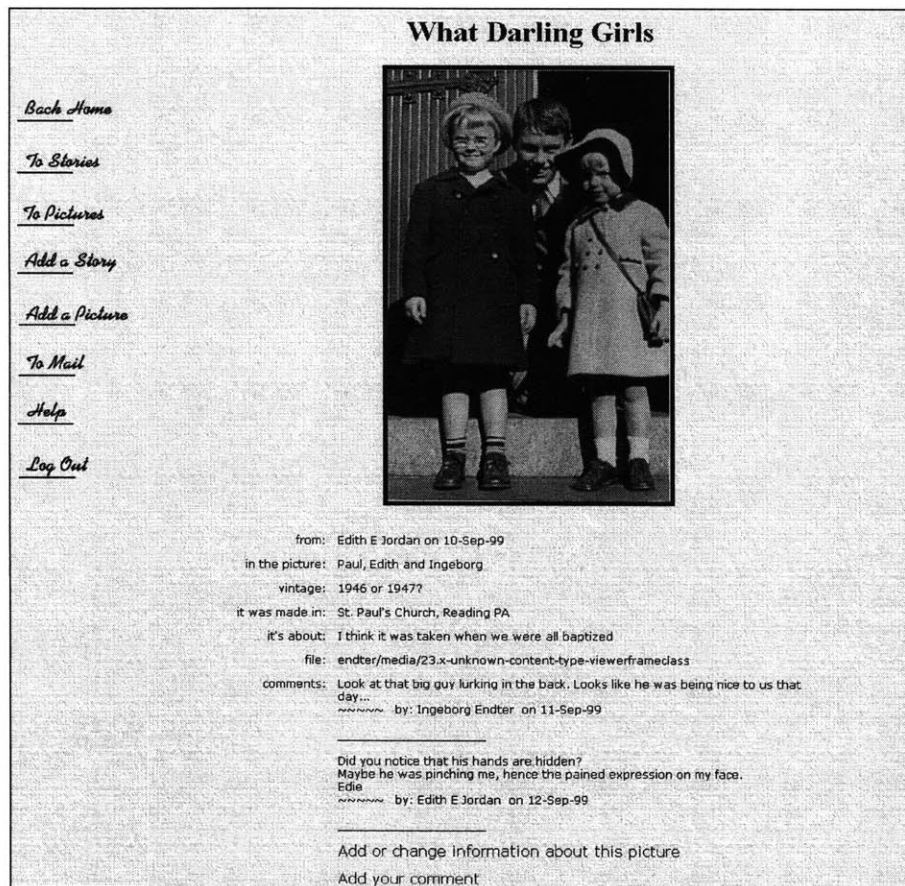 What Darling Girls
Back Home
To Stories
To Pictures
Add a Story
Add a Picture
To Mail
Help
Log Out
from: Edith E Jordan on 10-Sep-99
in the picture: Paul, Edith and Ingeborg
vintage: 1946 or 1947?
it was made in: St. Paul's Church, Reading PA
it's about: I think it was taken when we were all baptized
file: endter/media/23.x-unknown-content-type-viewerframeclass
comments: Look at that big guy lurking in the back. Looks like he was being nice to us that
day...
~~~~~ by: Ingeborg Endter on 11-Sep-99
Did you notice that his hands are hidden?
Maybe he was pinching me, hence the pained expression on my face.
Edie
~~~~~ by: Edith E Jordan on 12-Sep-99
Add or change information about this picture
Add your comment